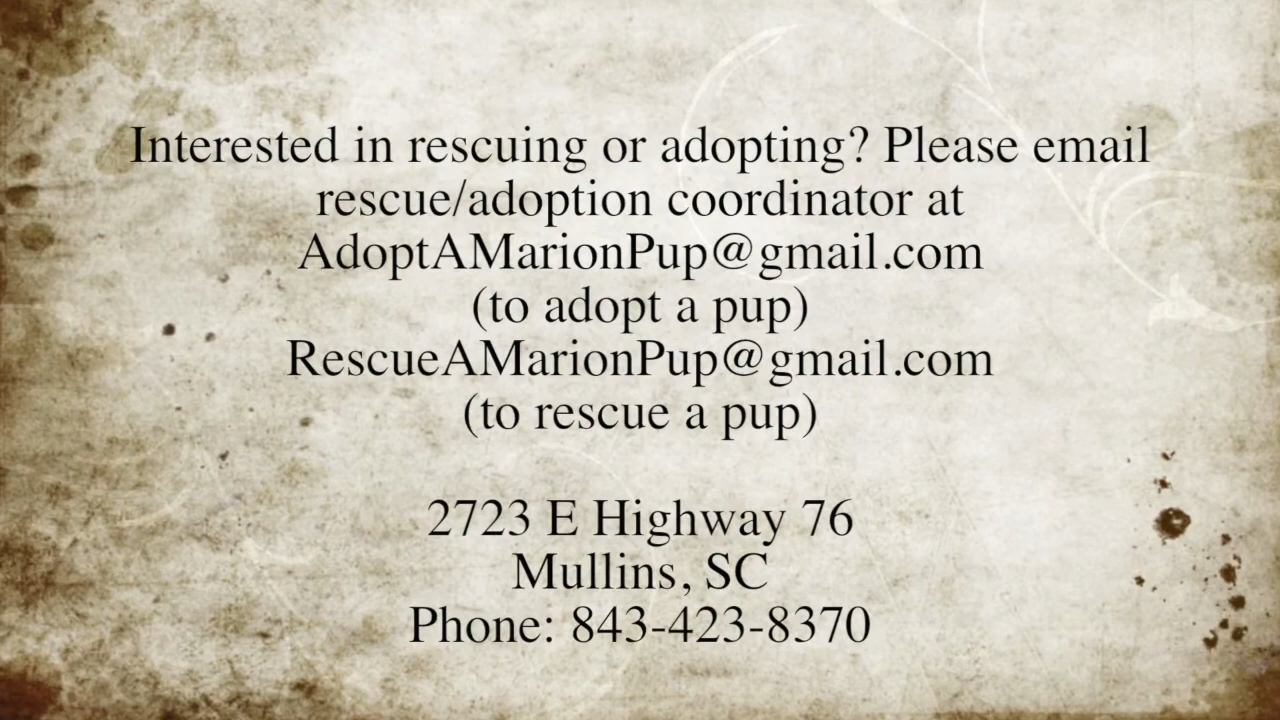 Interested in rescuing or adopting? Please email
rescue/adoption coordinator at
AdoptAMarionPup@gmail.com
(to adopt a pup)
RescueAMarionPup@gmail.com
(to rescue a pup)
2723 E Highway 76
Mullins, SC
Phone: 843-423-8370